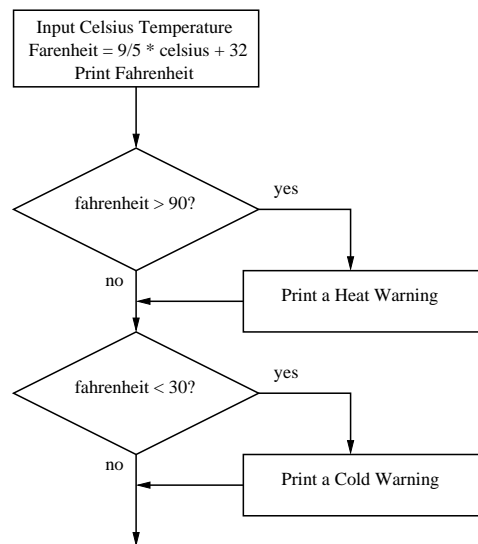 Input Celsius Temperature
Farenheit = 9/5 * celsius + 32
Print Fahrenheit
fahrenheit > 90?
yes
no
Print a Heat Warning
fahrenheit < 30?
yes
no
Print a Cold Warning